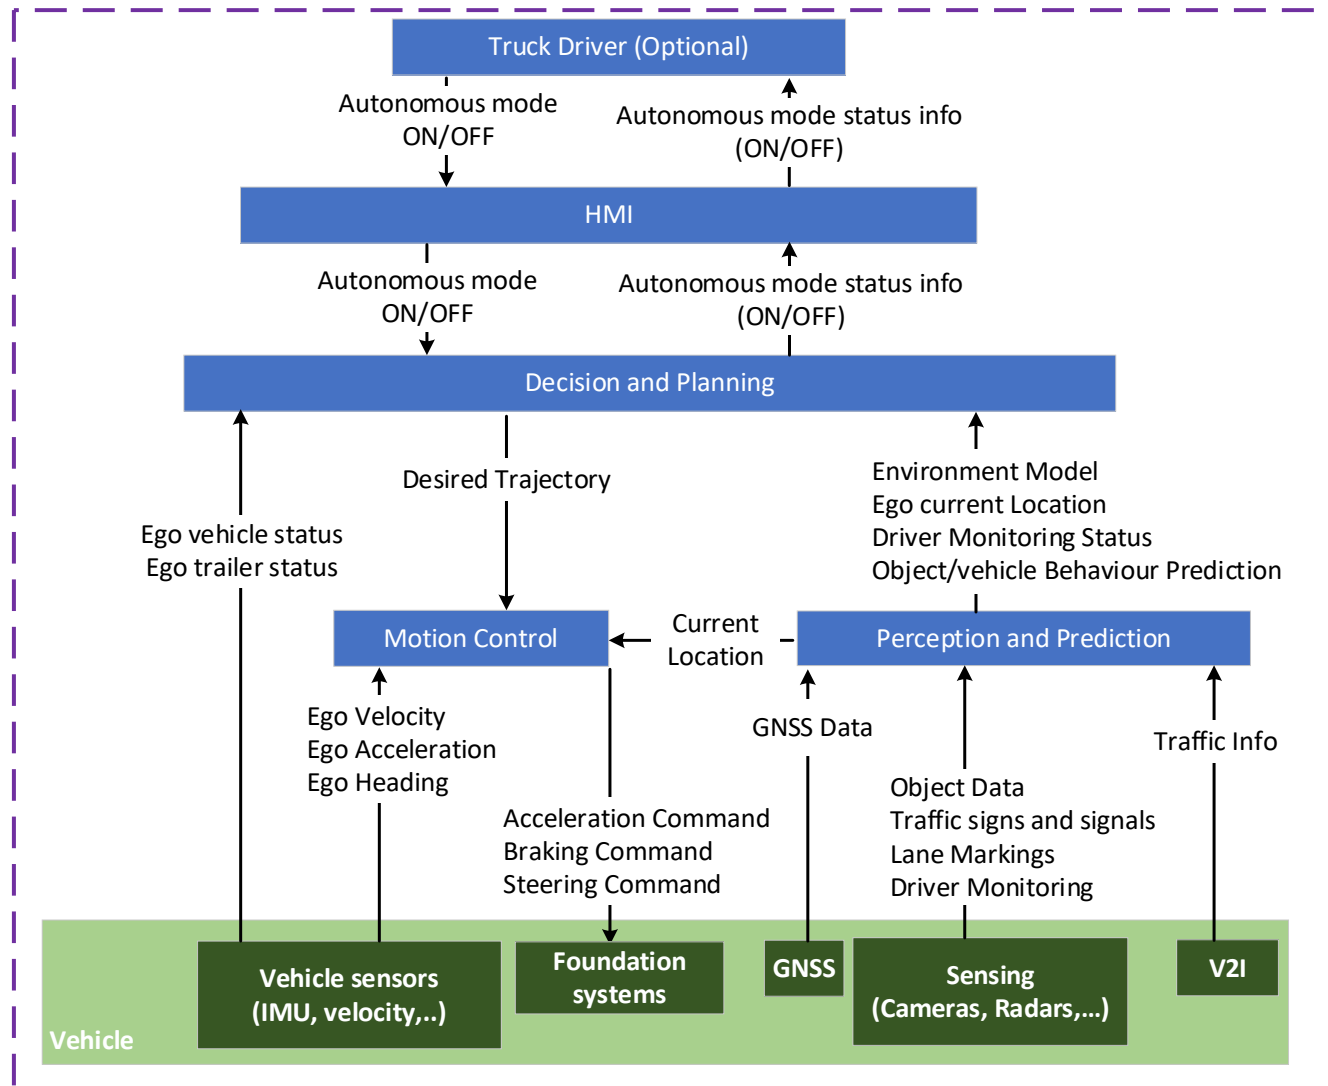 Truck Driver (Optional)
Autonomous mode
ON/OFF
Autonomous mode status info
(ON/OFF)
HMI
Autonomous mode
ON/OFF
Autonomous mode status info
(ON/OFF)
Decision and Planning
Desired Trajectory
Environment Model
Ego current Location
Driver Monitoring Status
Object/vehicle Behaviour Prediction
Ego vehicle status
Ego trailer status
Motion Control
Current
Location
Perception and Prediction
Ego Velocity
Ego Acceleration
Ego Heading
GNSS Data
Traffic Info
Acceleration Command
Braking Command
Steering Command
Object Data
Traffic signs and signals
Lane Markings
Driver Monitoring
Vehicle sensors
(IMU, velocity,..)
Foundation
systems
GNSS
Sensing
(Cameras, Radars,...)
V2I
Vehicle